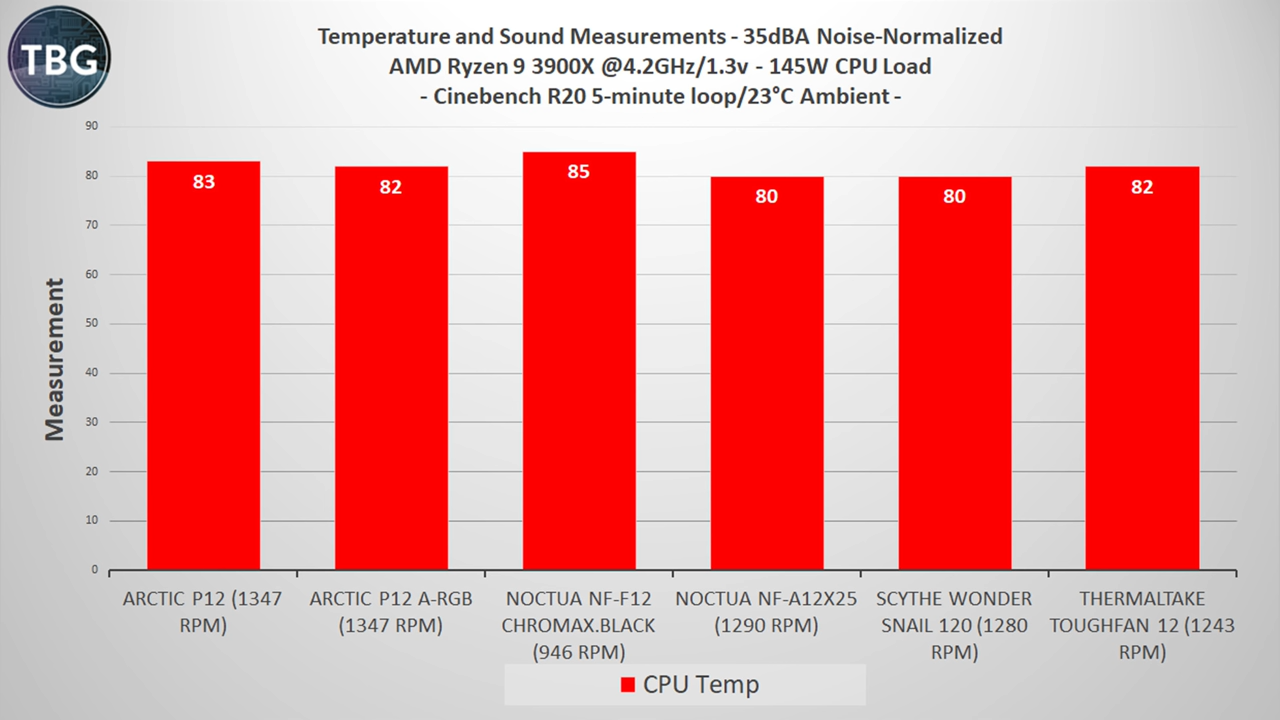 TBG
Temperature and Sound Measurements - 35dBA Noise-Normalized
AMD Ryzen 9 3900X @4.2GHz/1.3v - 145W CPU Load
- Cinebench R20 5-minute loop/23°C Ambient -
Measurement
90
80
70
60
50
40
30
20
10
0
83
82
85
80
80
82
ARCTIC P12 (1347
RPM)
ARCTIC P12 A-RGB
(1347 RPM)
NOCTUA NF-F12
CHROMAX.BLACK
(946 RPM)
NOCTUA NF-A12X25
(1290 RPM)
SCYTHE WONDER
SNAIL 120 (1280
RPM)
THERMALTAKE
TOUGHFAN 12 (1243
RPM)
CPU Temp